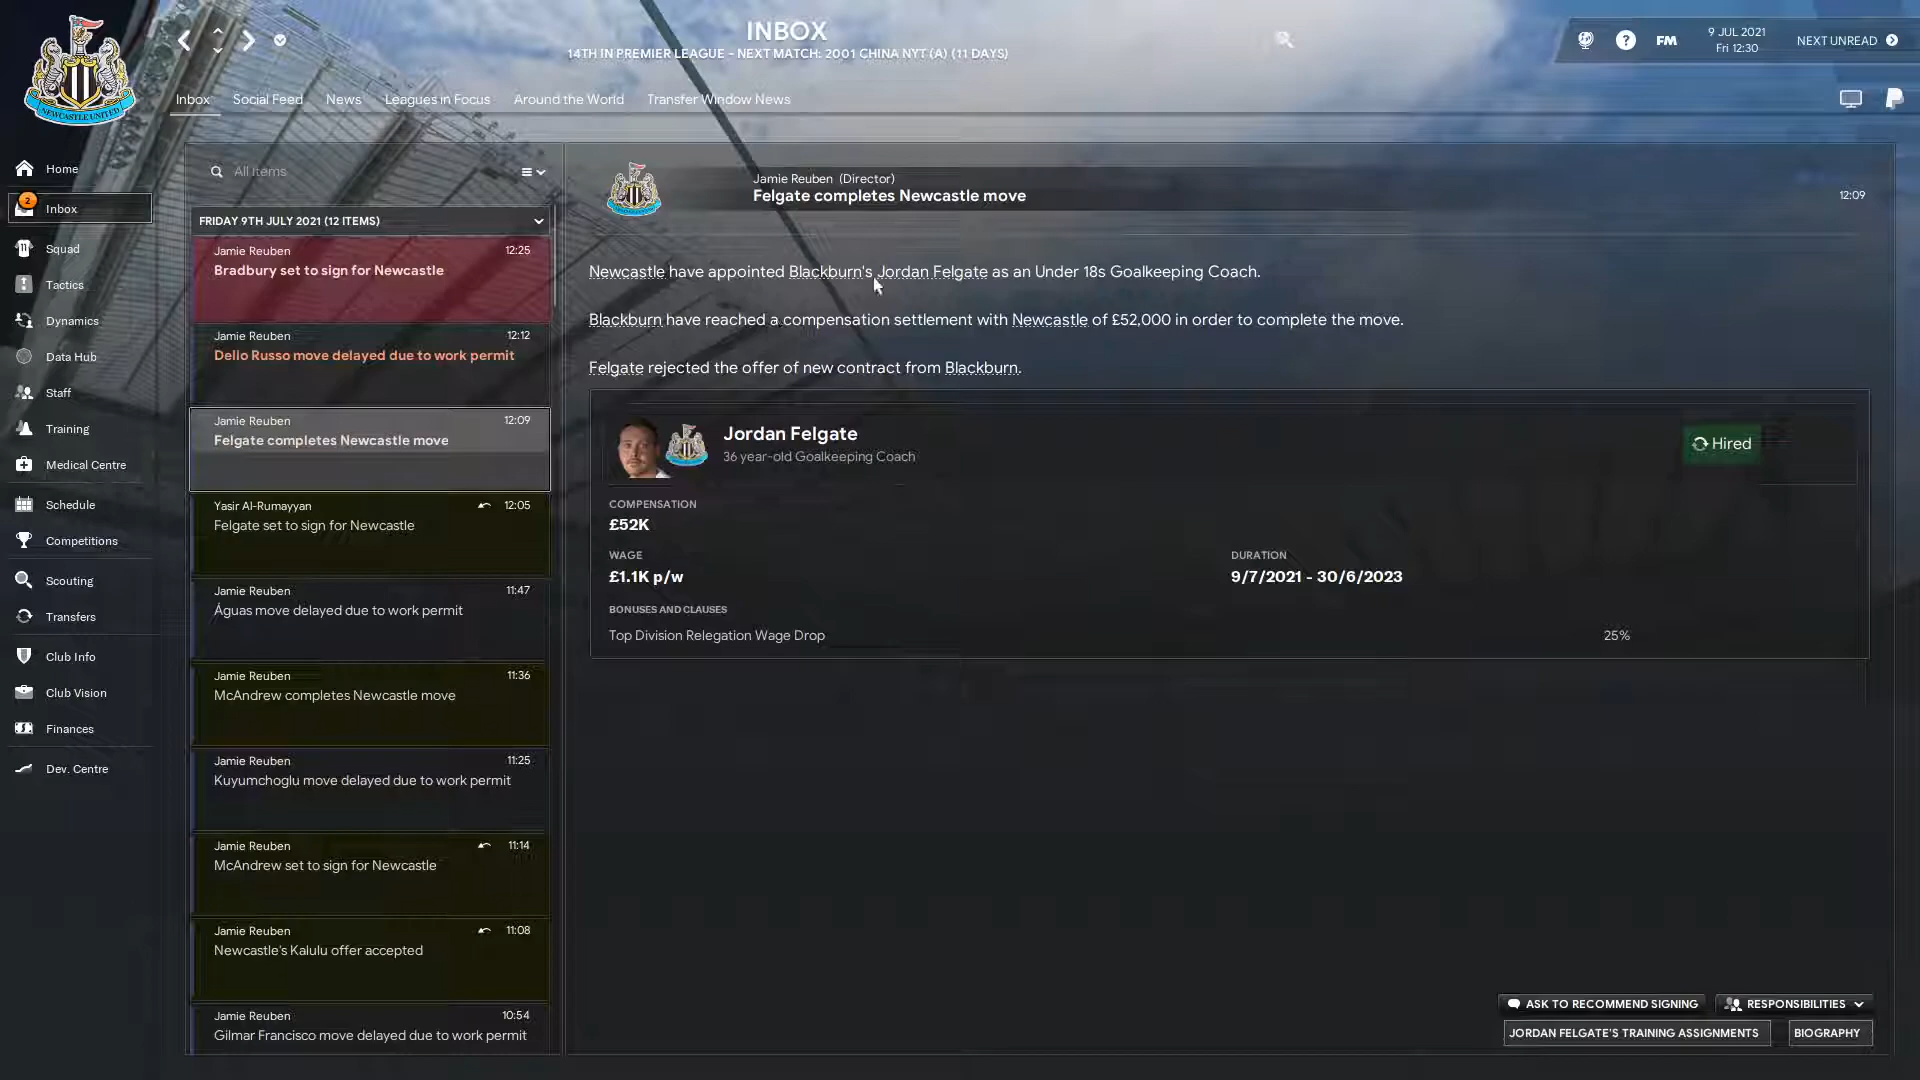 INBOX
14TH IN PREMIER LEAGUE - NEXT MATCH: 2001 CHINA NYT (A) (11 DAYS)
FM
9 JUL 2021
Fri 12:30
NEXT UNREAD
NEWCASTLE UNITED
Inbox
Social Feed
News
Leagues in Focus
Around the World
Transfer Window News
Home
2
Inbox
Squad
Tactics
Dynamics
Data Hub
Staff
Training
Medical Centre
Schedule
Competitions
Scouting
Transfers
Club Info
Club Vision
Finances
Dev. Centre
All Items
FRIDAY 9TH JULY 2021 (12 ITEMS)
Jamie Reuben 12:25
Bradbury set to sign for Newcastle
Jamie Reuben 12:12
Delio Russo move delayed due to work permit
Jamie Reuben 12:09
Felgate completes Newcastle move
Yasir Al-Rumayyan 12:05
Felgate set to sign for Newcastle
Jamie Reuben 11:47
Águas move delayed due to work permit
Jamie Reuben 11:36
McAndrew completes Newcastle move
Jamie Reuben 11:25
Kuyumchoglu move delayed due to work permit
Jamie Reuben 11:14
McAndrew set to sign for Newcastle
Jamie Reuben 11:08
Newcastle's Kalulu offer accepted
Jamie Reuben 10:54
Gilmar Francisco move delayed due to work permit
Jamie Reuben (Director)
Felgate completes Newcastle move
12:09
Newcastle have appointed Blackburn's Jordan Felgate as an Under 18s Goalkeeping Coach.
Blackburn have reached a compensation settlement with Newcastle of £52,000 in order to complete the move.
Felgate rejected the offer of new contract from Blackburn.
Jordan Felgate
36 year-old Goalkeeping Coach
Hired
COMPENSATION
£52K
WAGE
£1.1K p/w
DURATION
9/7/2021 - 30/6/2023
BONUSES AND CLAUSES
Top Division Relegation Wage Drop 25%
ASK TO RECOMMEND SIGNING
RESPONSIBILITIES
JORDAN FELGATE'S TRAINING ASSIGNMENTS
BIOGRAPHY